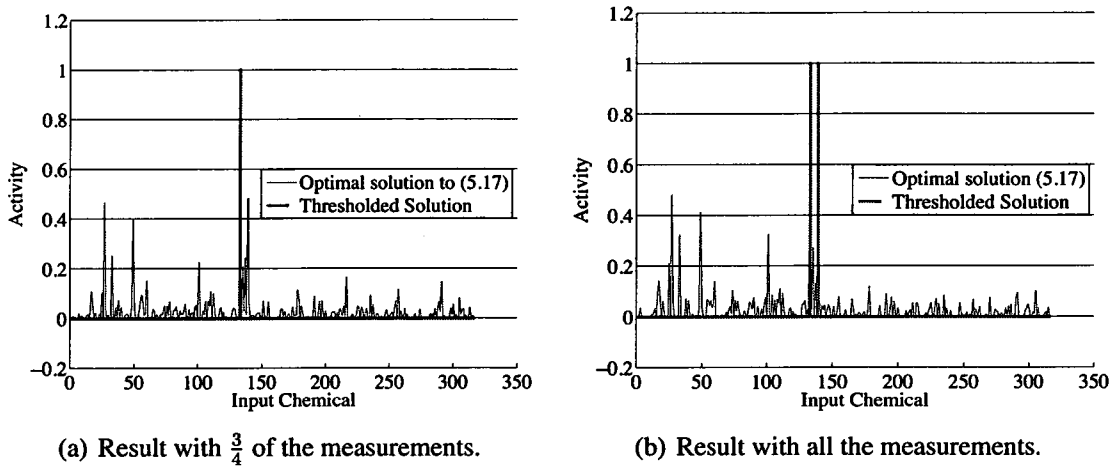 1.2
1
0.8
0.6
0.4
0.2
0
−0.2
Activity
Optimal solution to (5.17)
Thresholded Solution
0 50 100 150 200 250 300 350
Input Chemical
(a) Result with 3/4 of the measurements.
1.2
1
0.8
0.6
0.4
0.2
0
−0.2
Activity
Optimal solution (5.17)
Thresholded Solution
0 50 100 150 200 250 300 350
Input Chemical
(b) Result with all the measurements.